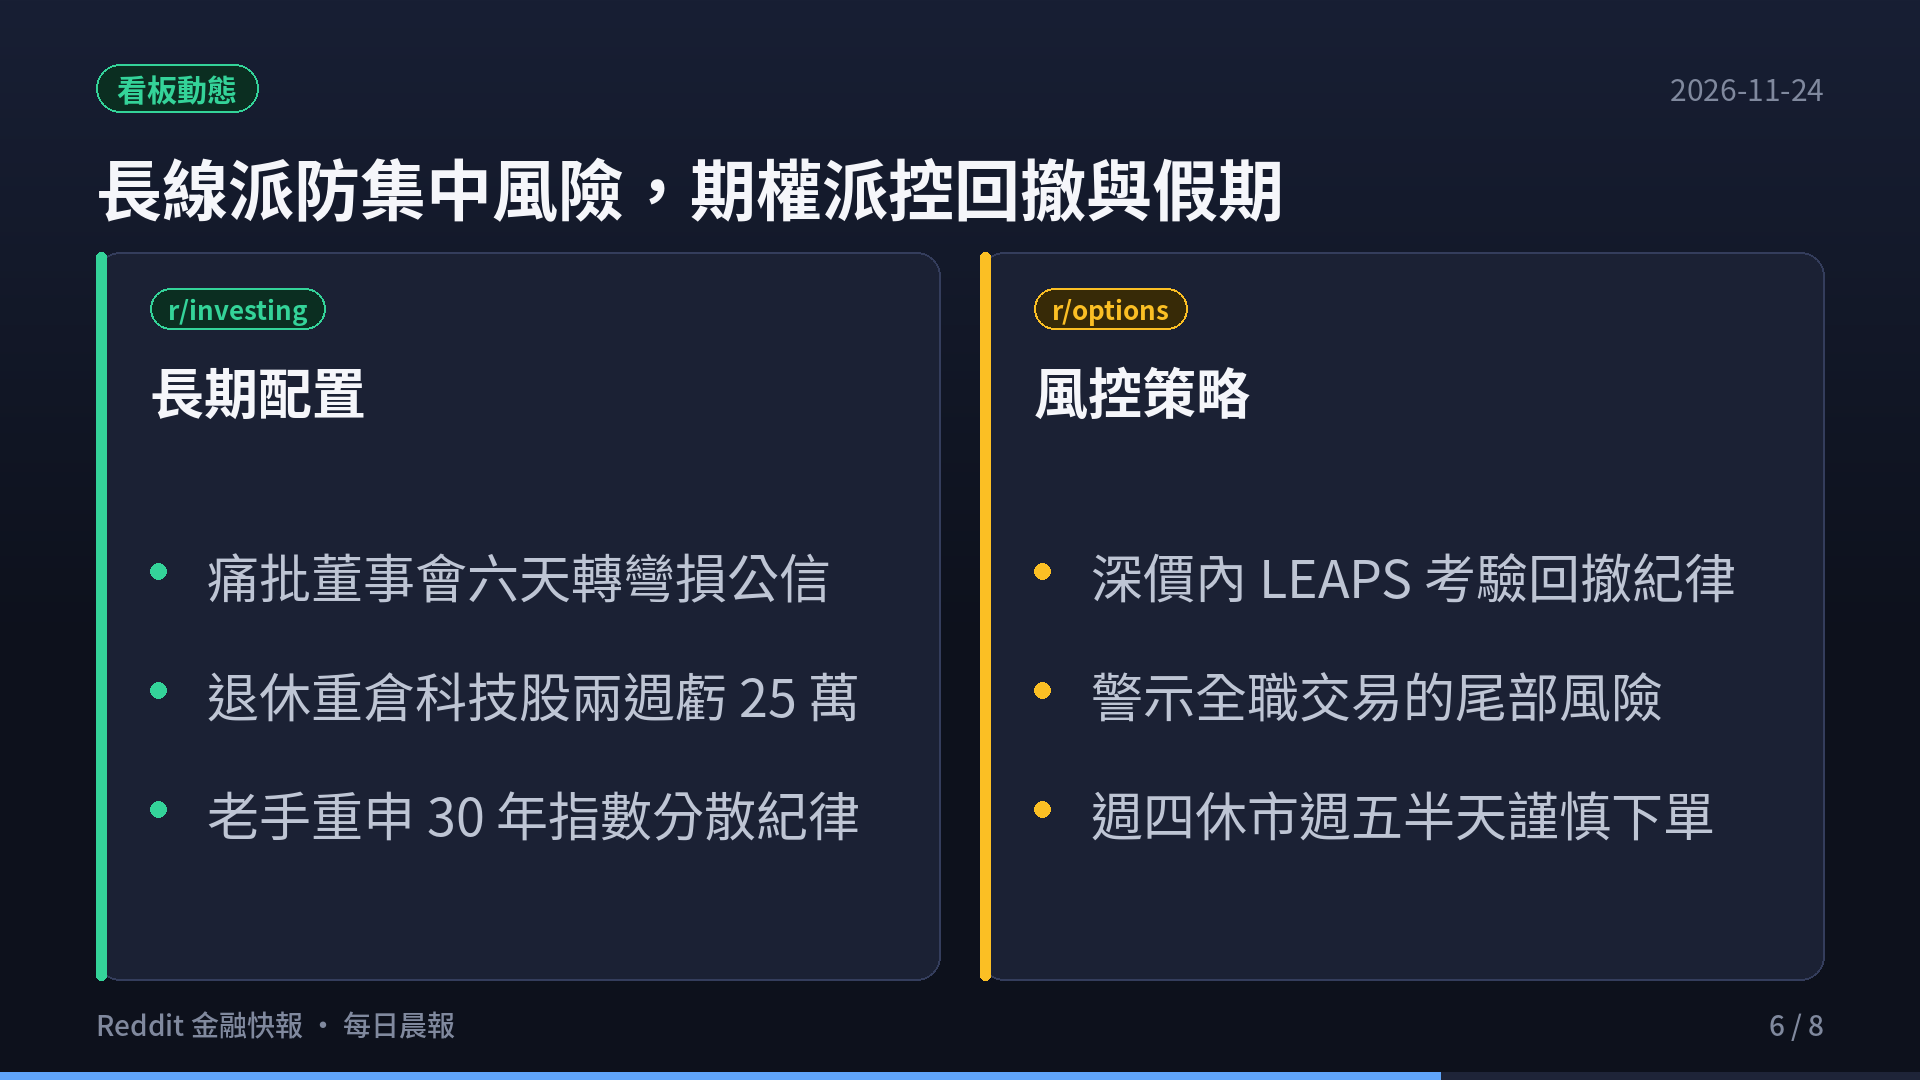 看板動態
2026-11-24
長線派防集中風險，期權派控回撤與假期
r/investing
長期配置
痛批董事會六天轉彎損公信
退休重倉科技股兩週虧 25 萬
老手重申 30 年指數分散紀律
r/options
風控策略
深價內 LEAPS 考驗回撤紀律
警示全職交易的尾部風險
週四休市週五半天謹慎下單
Reddit 金融快報 • 每日晨報
6 / 8